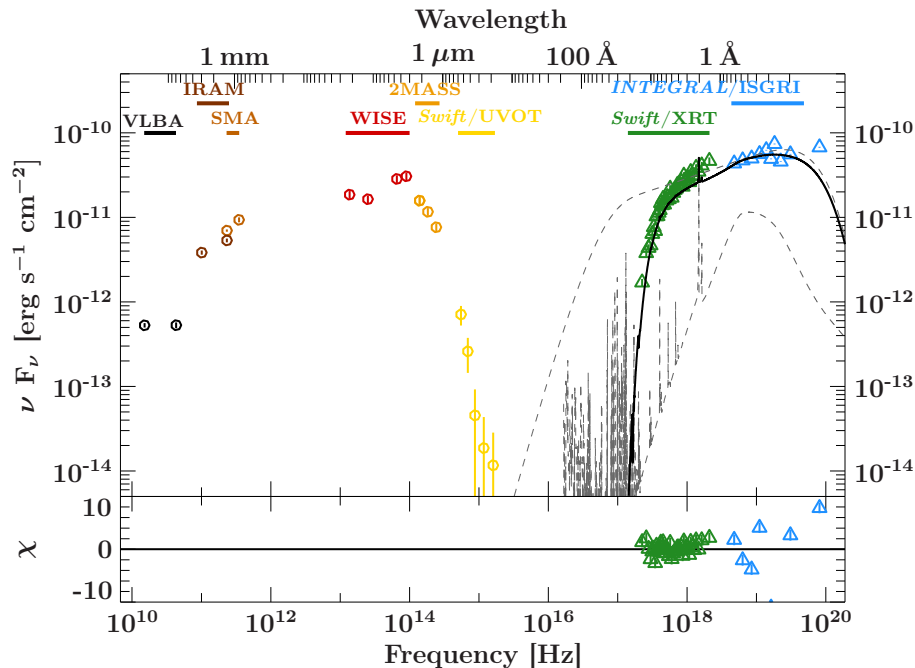 Wavelength
1 mm 1 μm 100 Å 1 Å
IRAM 2MASS INTEGRAL/ISGRI
VLBA SMA WISE Swift/UVOT Swift/XRT
10^-10 10^-10
10^-11 10^-11
10^-12 10^-12
10^-13 10^-13
10^-14 10^-14
ν F_ν [erg s^-1 cm^-2]
10 10
0 0
-10 -10
χ
10^10 10^12 10^14 10^16 10^18 10^20
Frequency [Hz]